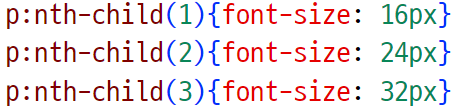 p:nth-child(1){font-size: 16px}
p:nth-child(2){font-size: 24px}
p:nth-child(3){font-size: 32px}